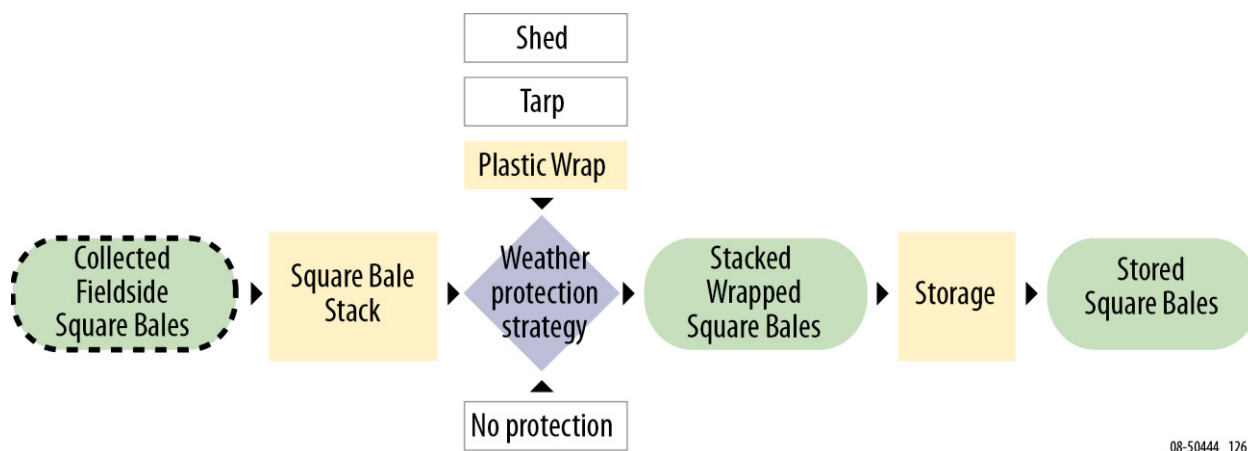 Shed
Tarp
Plastic Wrap
Collected
Fieldside
Square Bales
Square Bale
Stack
Weather
protection
strategy
Stacked
Wrapped
Square Bales
Storage
Stored
Square Bales
No protection
08-50444_126